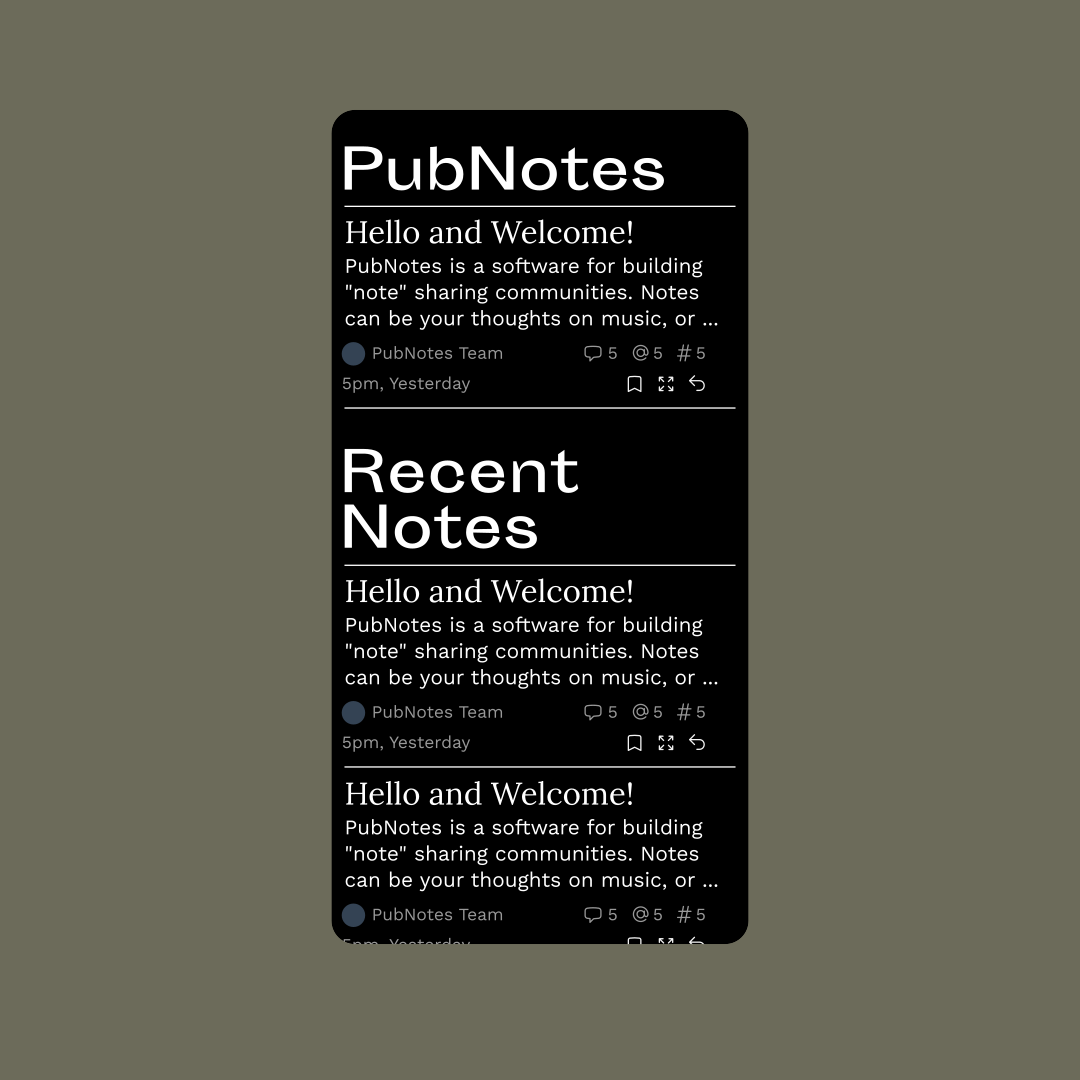 PubNotes
Hello and Welcome!
PubNotes is a software for building
"note" sharing communities. Notes
can be your thoughts on music, or ...
PubNotes Team 5 @5 #5
5pm, Yesterday
Recent
Notes
Hello and Welcome!
PubNotes is a software for building
"note" sharing communities. Notes
can be your thoughts on music, or ...
PubNotes Team 5 @5 #5
5pm, Yesterday
Hello and Welcome!
PubNotes is a software for building
"note" sharing communities. Notes
can be your thoughts on music, or ...
PubNotes Team 5 @5 #5
5pm, Yesterday